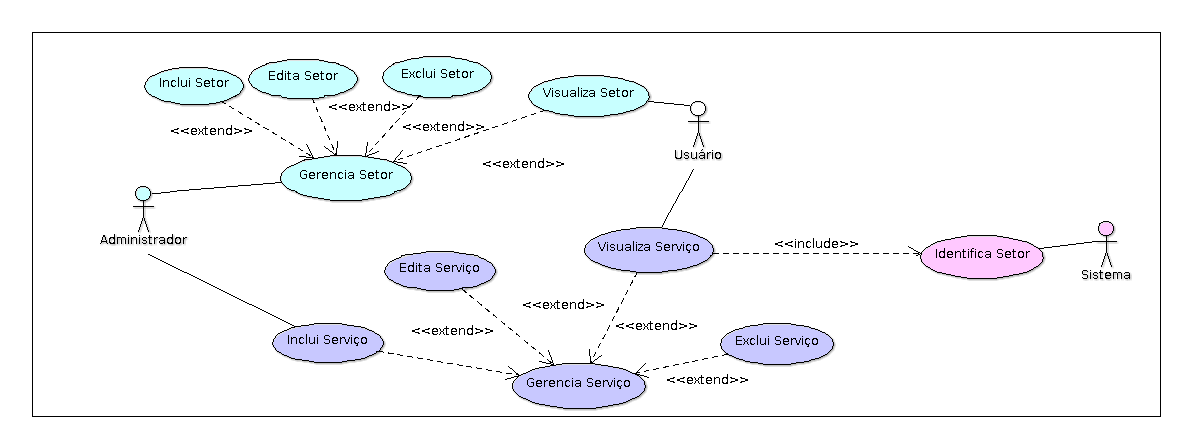 Inclui Setor
Edita Setor
Exclui Setor
Visualiza Setor
<<extend>>
<<extend>>
<<extend>>
<<extend>>
Usuário
Gerencia Setor
Administrador
Visualiza Serviço
<<include>>
Identifica Setor
Sistema
Edita Serviço
<<extend>>
<<extend>>
<<extend>>
Inclui Serviço
Exclui Serviço
Gerencia Serviço
<<extend>>